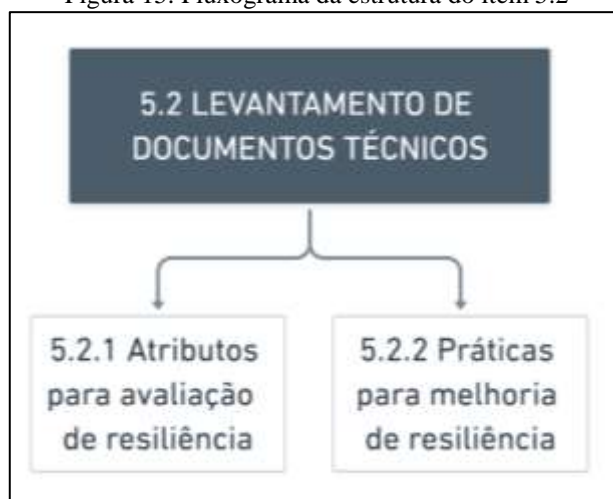 Figura 15: Fluxograma da estrutura do item 5.2
5.2 LEVANTAMENTO DE
DOCUMENTOS TÉCNICOS
5.2.1 Atributos
para avaliação
de resiliência
5.2.2 Práticas
para melhoria
de resiliência